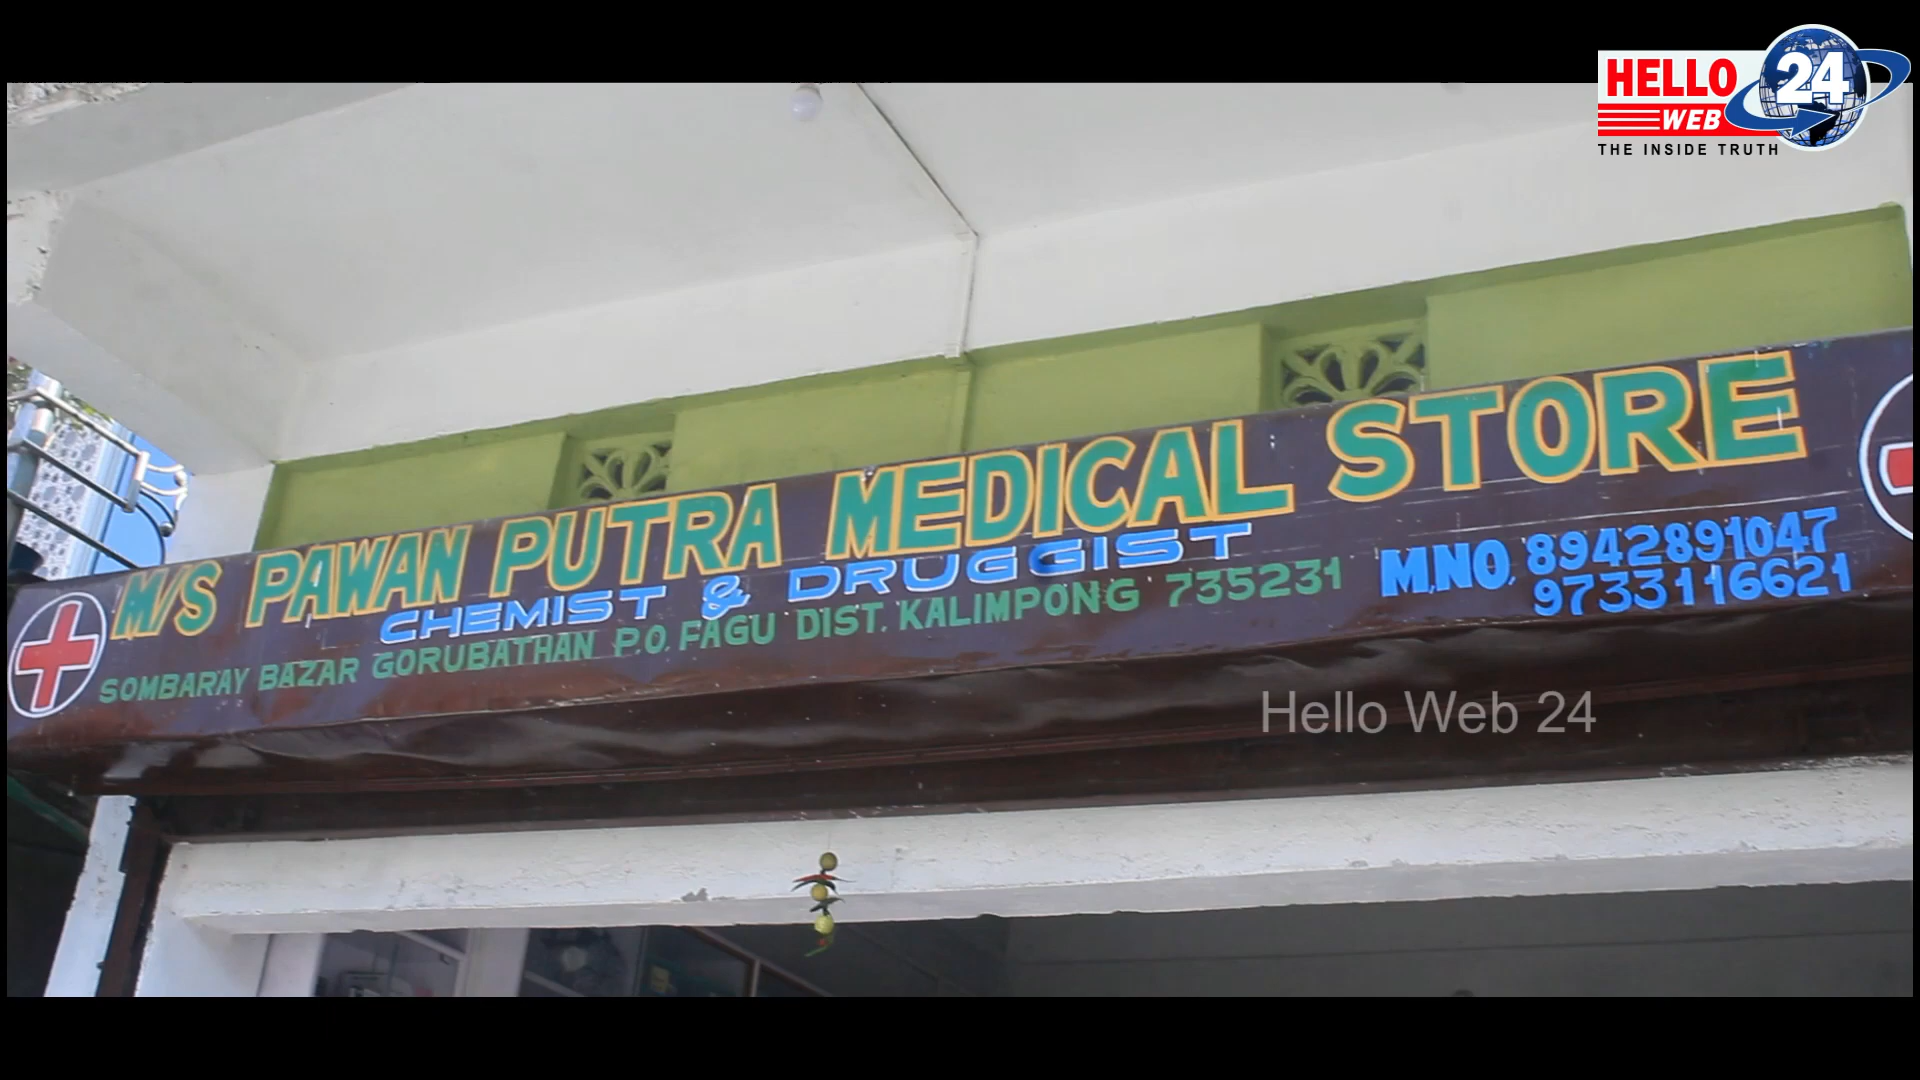 HELLO 24
WEB
THE INSIDE TRUTH
M/S PAWAN PUTRA MEDICAL STORE
CHEMIST & DRUGGIST
SOMBARAY BAZAR GORUBATHAN P.O. FAGU DIST. KALIMPONG 735231
M.NO. 8942891047
9733116621
Hello Web 24